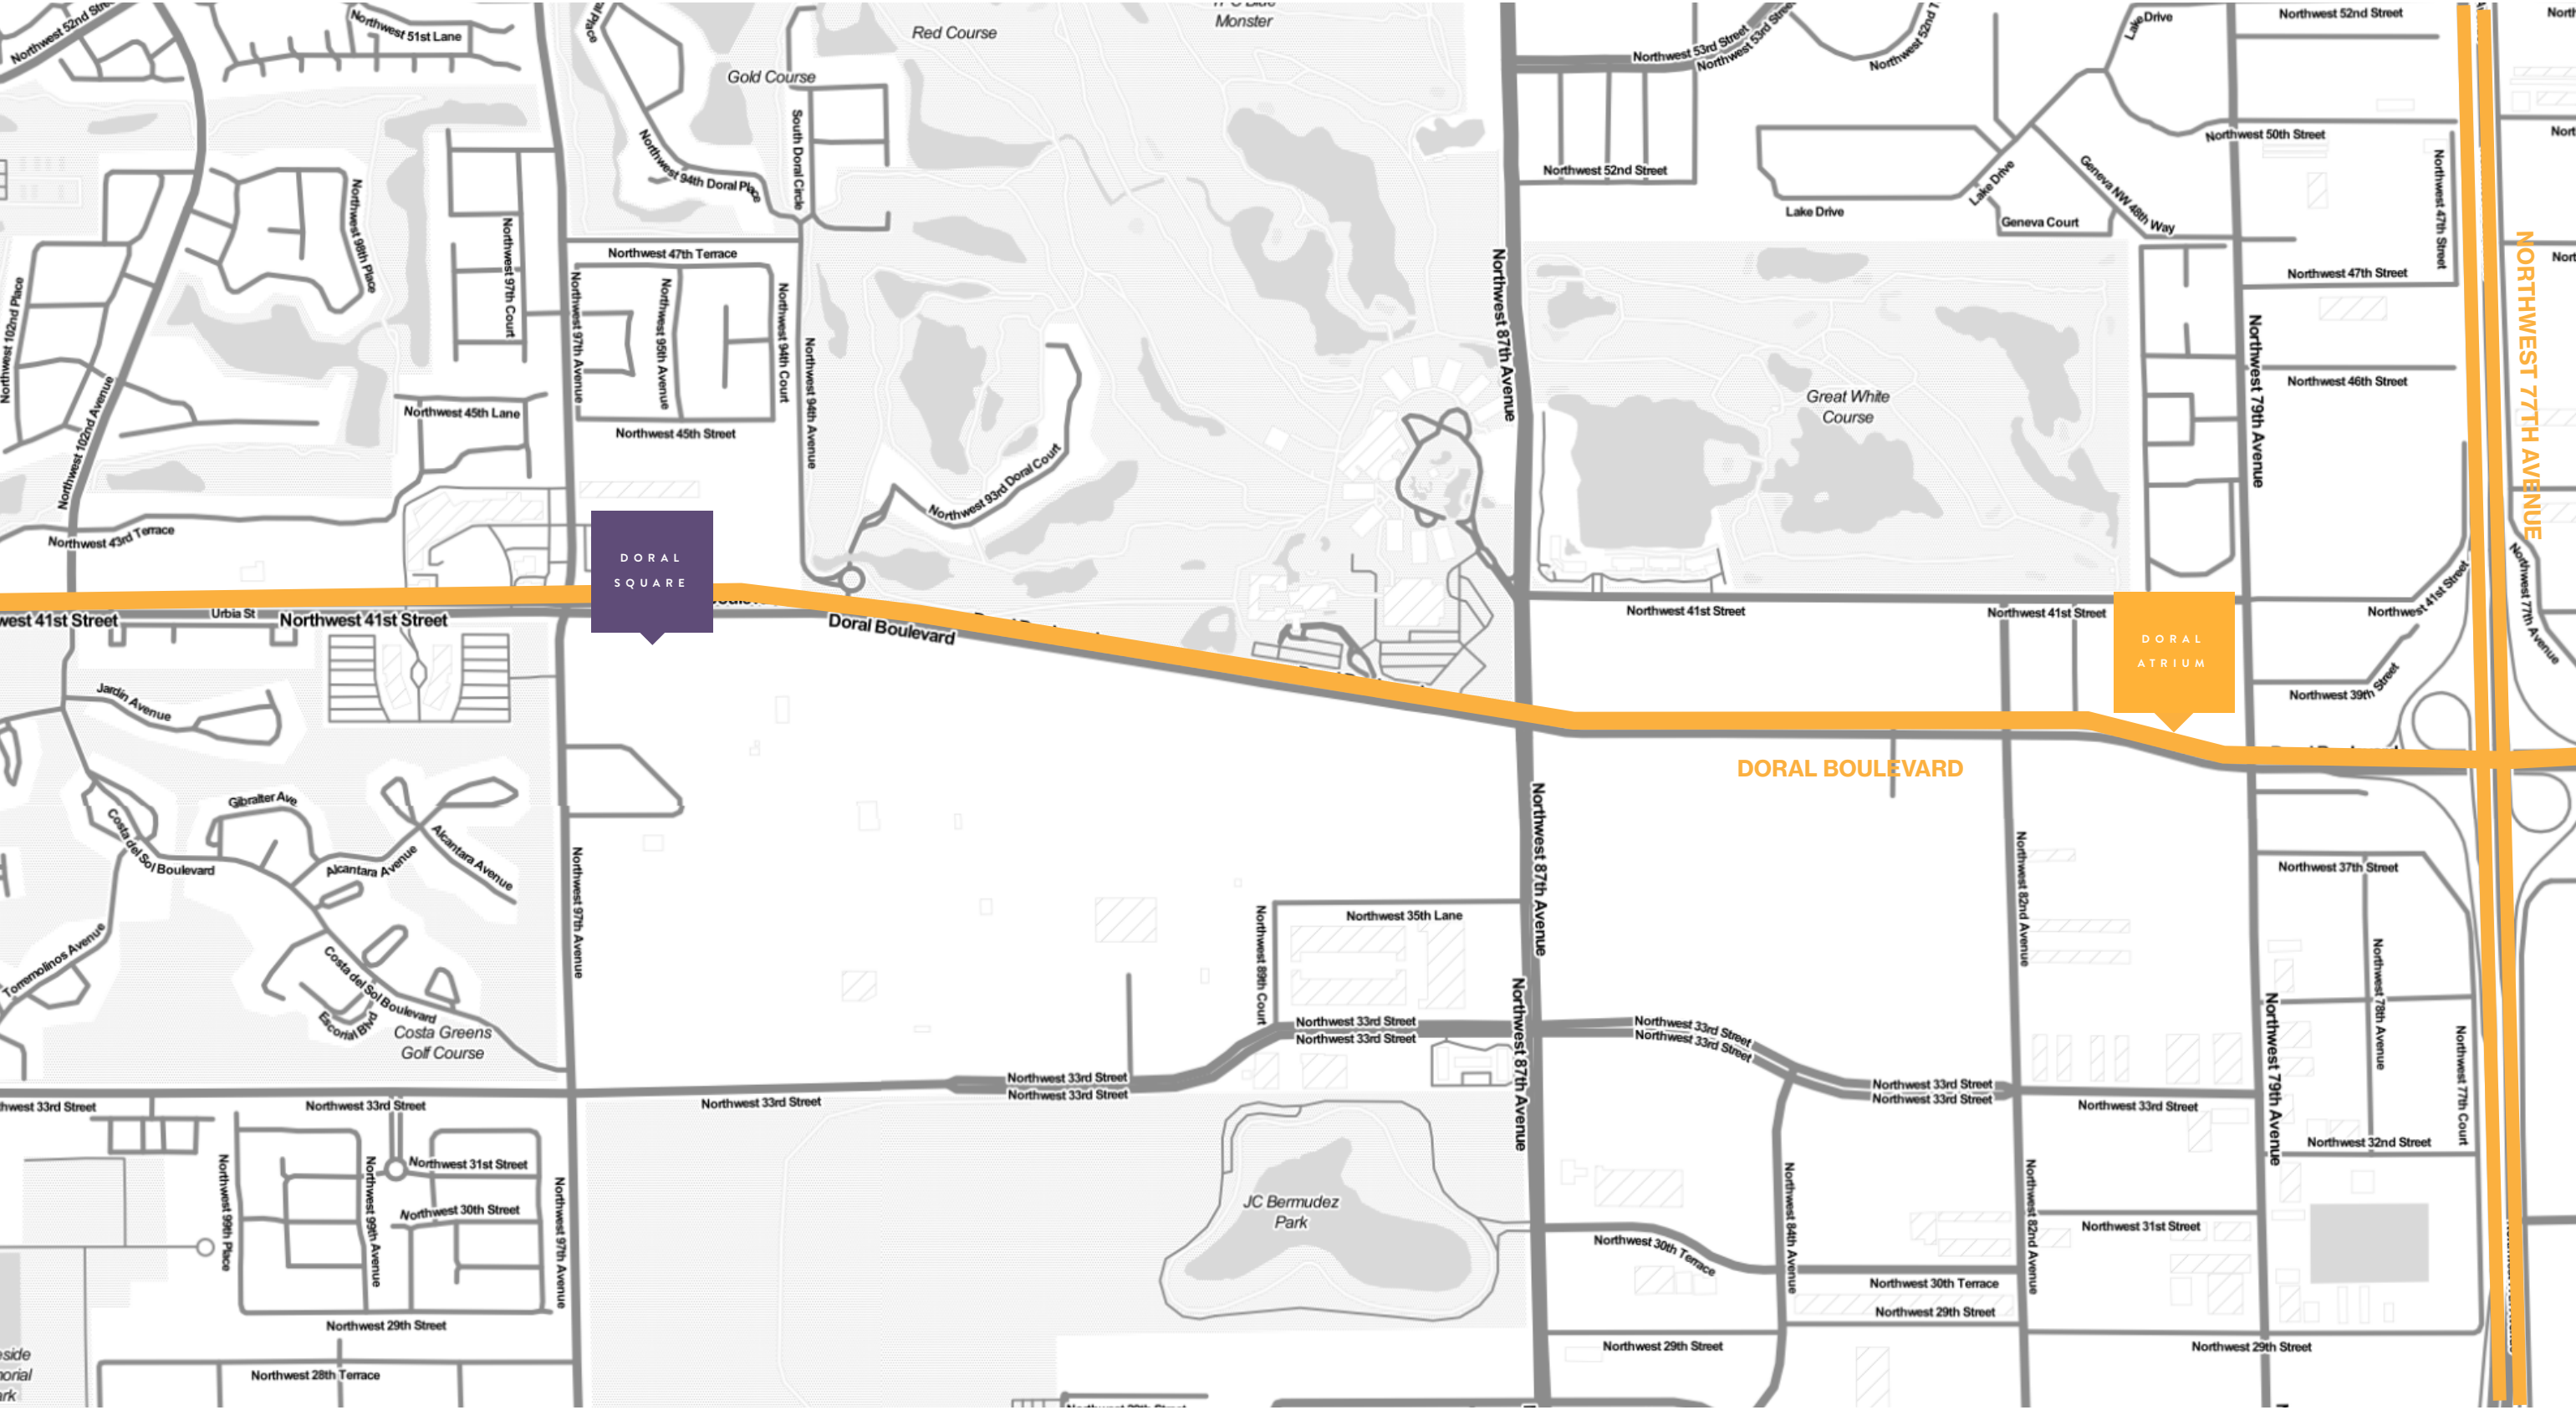 Northwest 52nd Street
Northwest 51st Lane
Gold Course
Red Course
Monster
Northwest 53rd Street
Northwest 53rd Street
Lake Drive
Northwest 52nd Street
South Doral Circle
Northwest 94th Doral Place
Northwest 52nd Street
Northwest 50th Street
Lake Drive
Lake Drive
Geneva Court
Geneva NW 48th Way
Northwest 47th Street
Northwest 98th Place
Northwest 97th Court
Northwest 47th Terrace
Northwest 97th Avenue
Northwest 95th Avenue
Northwest 94th Court
Northwest 94th Avenue
Northwest 87th Avenue
Northwest 47th Street
Northwest 79th Avenue
NORTHWEST 77TH AVENUE
Northwest 102nd Place
Northwest 102nd Avenue
Northwest 45th Lane
Northwest 45th Street
Great White
Course
Northwest 46th Street
Northwest 93rd Doral Court
Northwest 43rd Terrace
DORAL
SQUARE
Northwest 41st Street
Northwest 41st Street
Northwest 41st Street
Northwest 77th Avenue
west 41st Street
Urbia St
Northwest 41st Street
Doral Boulevard
DORAL
ATRIUM
Northwest 39th Street
Jardin Avenue
DORAL BOULEVARD
Gibralter Ave
Costa del Sol Boulevard
Alcantara Avenue
Alcantara Avenue
Northwest 97th Avenue
Northwest 87th Avenue
Northwest 82nd Avenue
Northwest 37th Street
Northwest 35th Lane
Northwest 89th Court
Northwest 78th Avenue
Torremolinos Avenue
Costa del Sol Boulevard
Escorial Blvd
Costa Greens
Golf Course
Northwest 87th Avenue
Northwest 33rd Street
Northwest 33rd Street
Northwest 33rd Street
Northwest 33rd Street
Northwest 79th Avenue
Northwest 77th Court
Northwest 33rd Street
Northwest 33rd Street
Northwest 33rd Street
Northwest 33rd Street
hwest 33rd Street
Northwest 33rd Street
Northwest 33rd Street
Northwest 33rd Street
Northwest 32nd Street
Northwest 31st Street
Northwest 99th Place
Northwest 99th Avenue
Northwest 30th Street
Northwest 97th Avenue
JC Bermudez
Park
Northwest 84th Avenue
Northwest 82nd Avenue
Northwest 31st Street
Northwest 30th Terrace
Northwest 30th Terrace
Northwest 29th Street
Northwest 29th Street
Northwest 29th Street
Northwest 29th Street
Northwest 28th Terrace